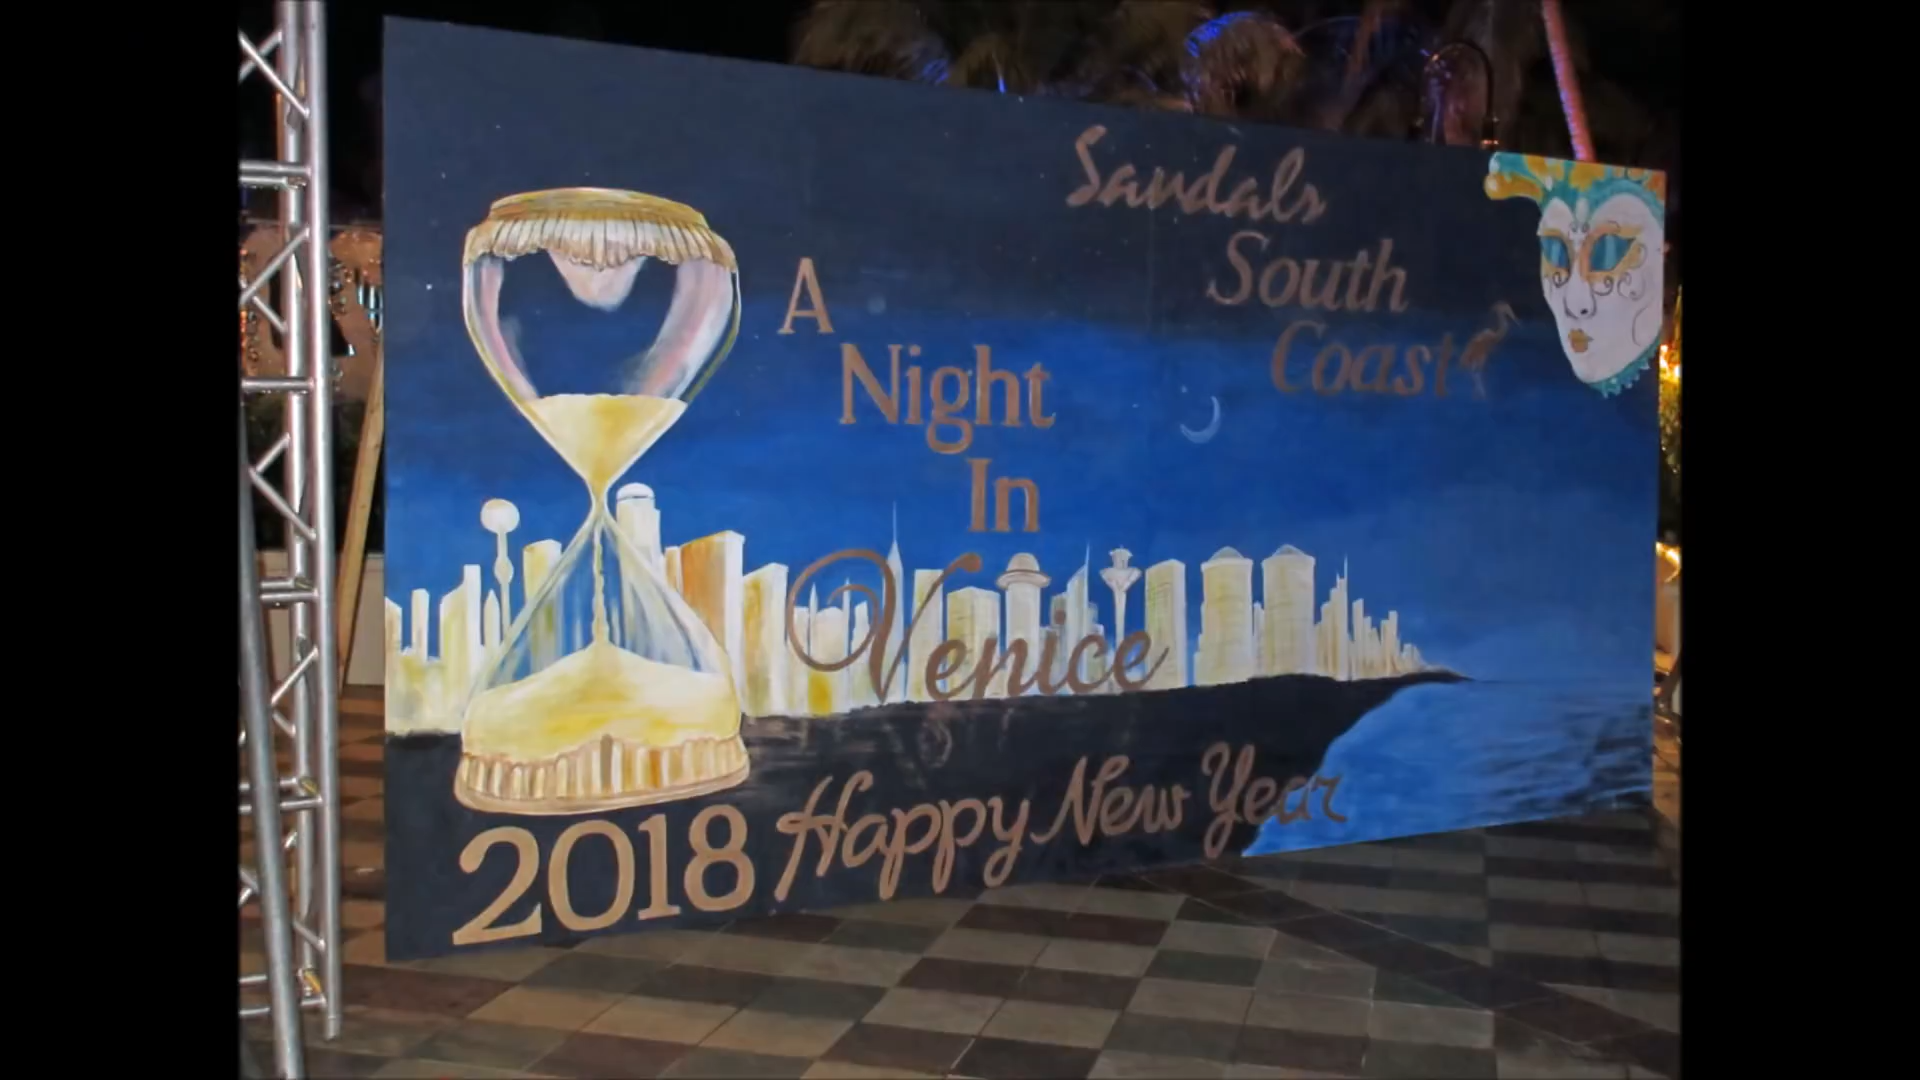 Sandals
South
Coast
A
Night
In
Venice
2018 Happy New Year